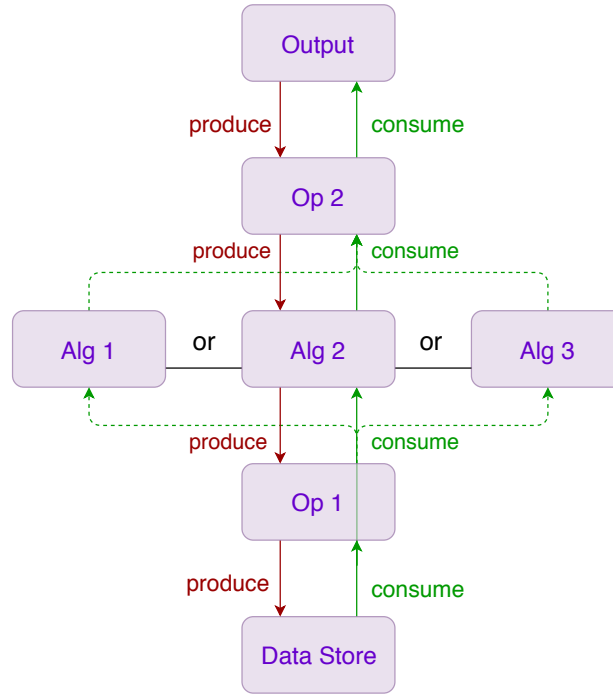 Output
produce consume
Op 2
produce consume
Alg 1 or Alg 2 or Alg 3
produce consume
Op 1
produce consume
Data Store